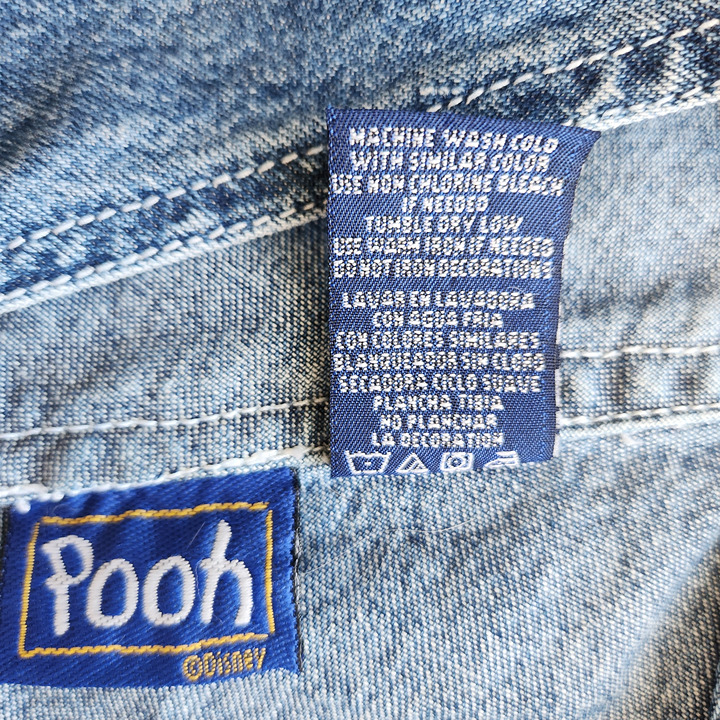 MACHINE WASH COLD
WITH SIMILAR COLOR
USE NON CHLORINE BLEACH
IF NEEDED
TUMBLE DRY LOW
USE WARM IRON IF NEEDED
DO NOT IRON DECORATIONS
LAVAR EN LAVADORA
CON AGUA FRIA
CON COLORES SIMILARES
BLANQUEADOR SIN CLORO
SECADORA CICLO SUAVE
PLANCHA TIBIA
NO PLANCHAR
LA DECORATION
Pooh
©Disney